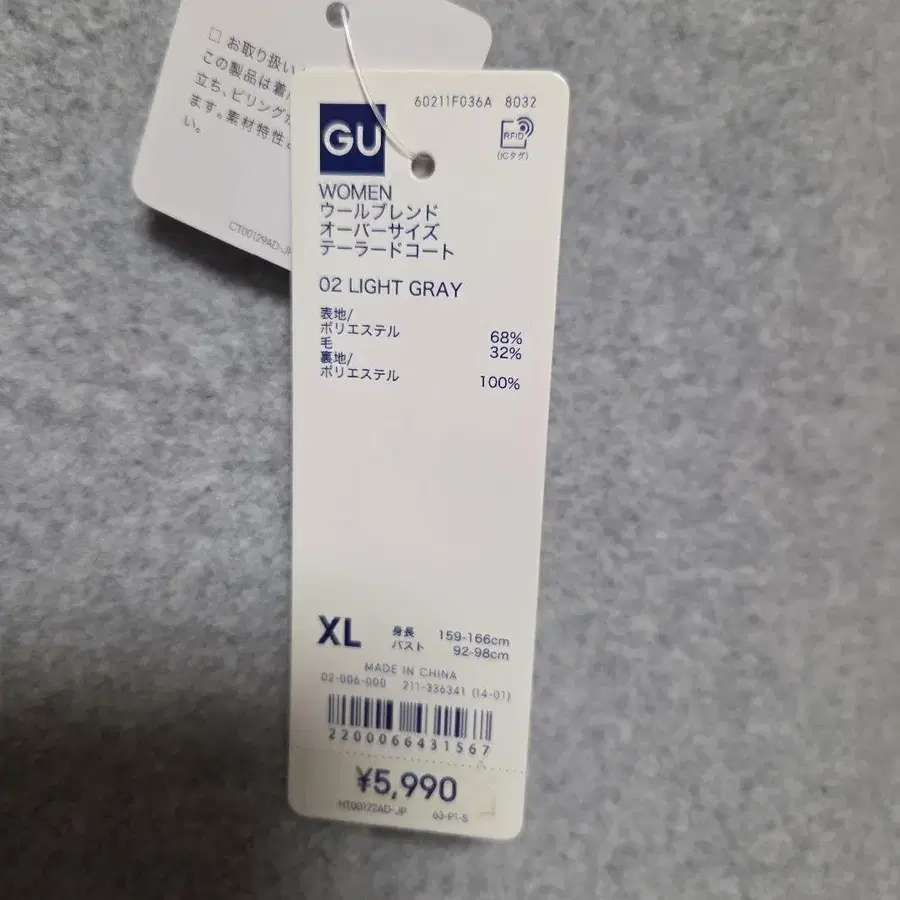 □ お取り扱い
この製品は着
立ち、ピリング
ます。素材特性
い。
CT00129AD-JP
60211F036A 8032
GU
RFID
(ICタグ)
WOMEN
ウールブレンド
オーバーサイズ
テーラードコート
02 LIGHT GRAY
表地/
ポリエステル 68%
毛 32%
裏地/
ポリエステル 100%
XL 身長 159-166cm
バスト 92-98cm
MADE IN CHINA
02-006-000 211-336341 (14-01)
2200066431567
¥5,990
HT00122AD-JP 63-P1-S